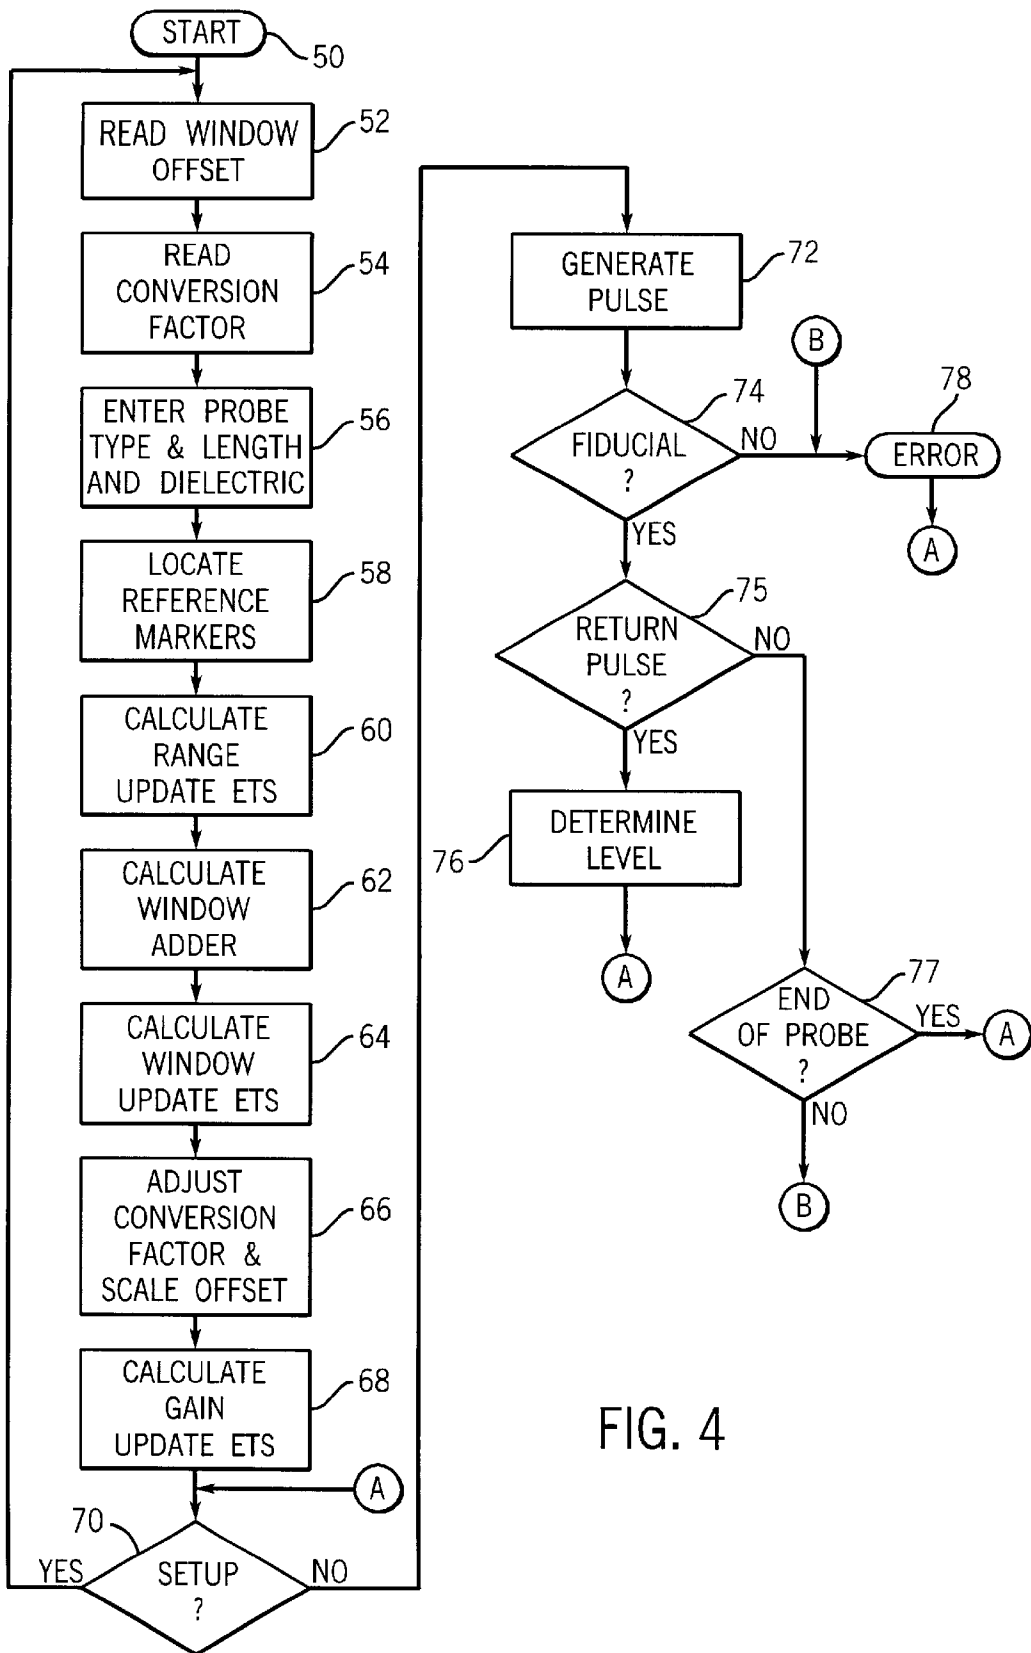 START
50
READ WINDOW
OFFSET
52
READ
CONVERSION
FACTOR
54
ENTER PROBE
TYPE & LENGTH
AND DIELECTRIC
56
LOCATE
REFERENCE
MARKERS
58
CALCULATE
RANGE
UPDATE ETS
60
CALCULATE
WINDOW
ADDER
62
CALCULATE
WINDOW
UPDATE ETS
64
ADJUST
CONVERSION
FACTOR &
SCALE OFFSET
66
CALCULATE
GAIN
UPDATE ETS
68
A
70
SETUP
?
YES
NO
GENERATE
PULSE
72
FIDUCIAL
?
74
NO
YES
B
78
ERROR
A
RETURN
PULSE
?
75
NO
YES
DETERMINE
LEVEL
76
A
END
OF PROBE
?
77
YES
A
NO
B
FIG. 4